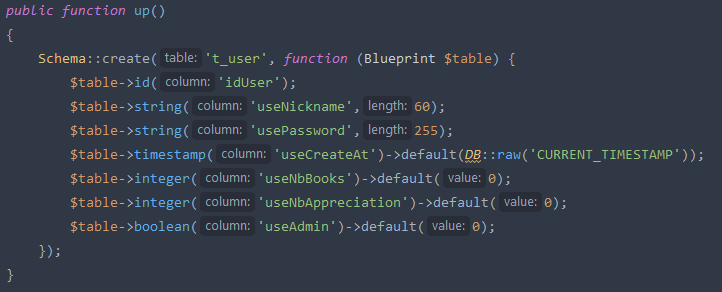 public function up()
{
    Schema::create( table: 't_user', function (Blueprint $table) {
        $table->id( column: 'idUser');
        $table->string( column: 'useNickname', length: 60);
        $table->string( column: 'usePassword', length: 255);
        $table->timestamp( column: 'useCreateAt')->default(DB::raw('CURRENT_TIMESTAMP'));
        $table->integer( column: 'useNbBooks')->default( value: 0);
        $table->integer( column: 'useNbAppreciation')->default( value: 0);
        $table->boolean( column: 'useAdmin')->default( value: 0);
    });
}